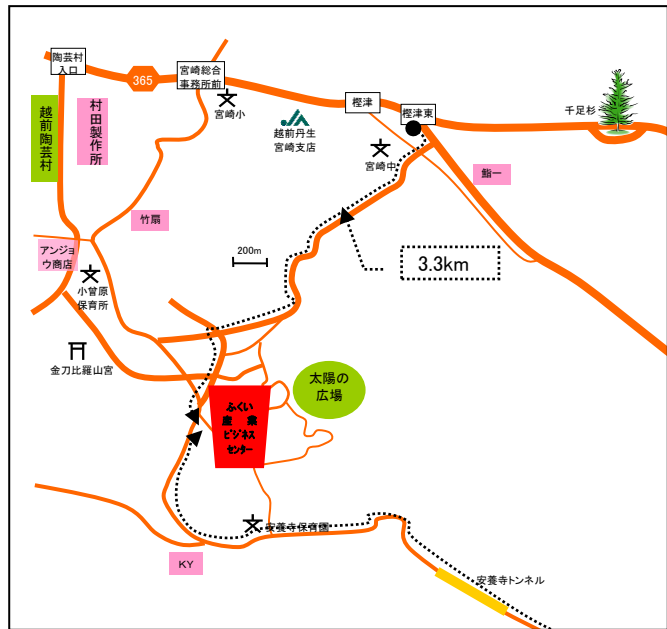 陶芸村
入口
365
宮崎総合
事務所前
宮崎小
越前丹生
宮崎支店
樫津
樫津東
千足杉
越前陶芸村
村田製作所
宮崎中
鮨一
竹扇
200m
3.3km
アンジョ
ウ商店
小曽原
保育所
金刀比羅山宮
太陽の
広場
ふくい
産業
ビジネス
センター
安養寺保育園
KY
安養寺トンネル